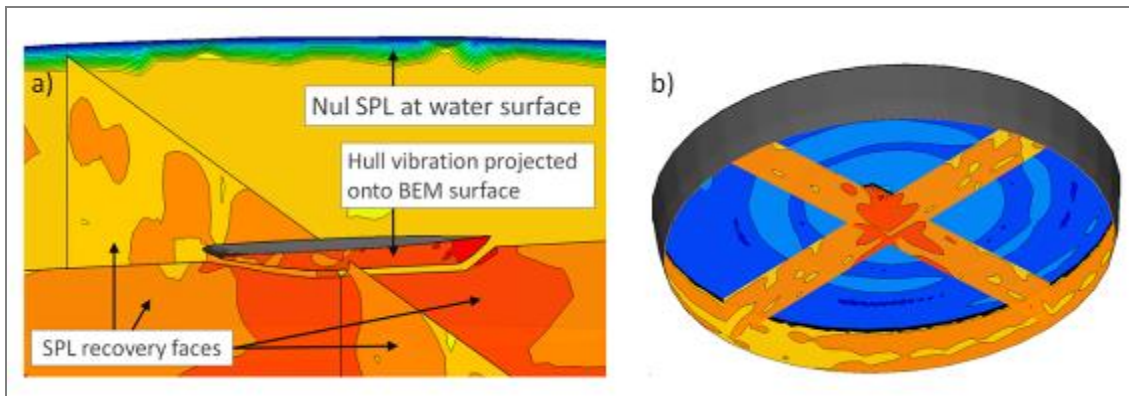 a)
Nul SPL at water surface
Hull vibration projected
onto BEM surface
SPL recovery faces
b)